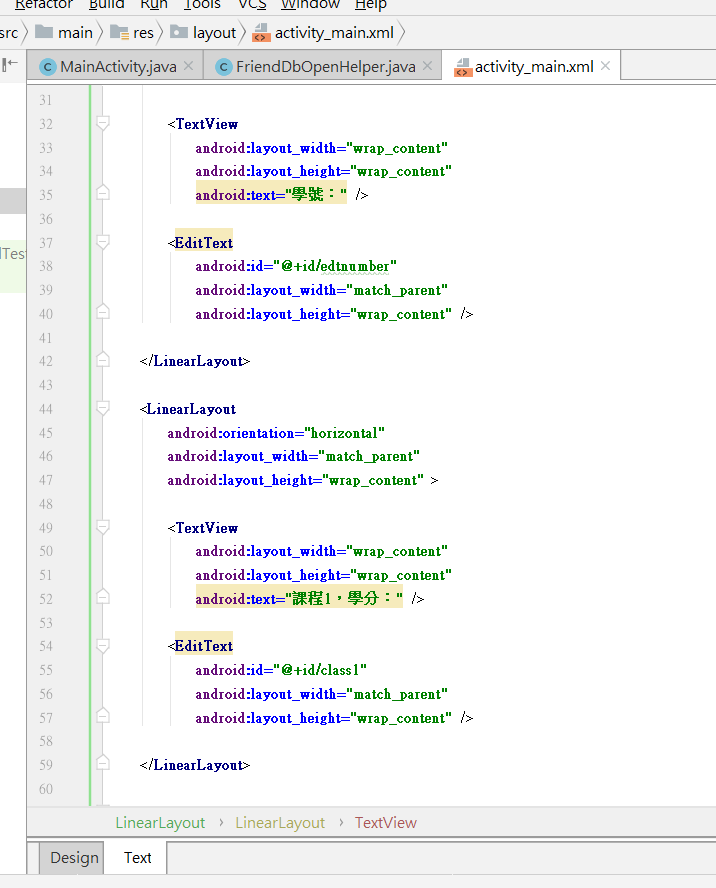 Refactor Build Run Tools VCS Window Help
src main res layout activity_main.xml
MainActivity.java FriendDbOpenHelper.java activity_main.xml
31
32 <TextView
33 android:layout_width="wrap_content"
34 android:layout_height="wrap_content"
35 android:text="學號：" />
36
37 <EditText
38 android:id="@+id/edtnumber"
39 android:layout_width="match_parent"
40 android:layout_height="wrap_content" />
41
42 </LinearLayout>
43
44 <LinearLayout
45 android:orientation="horizontal"
46 android:layout_width="match_parent"
47 android:layout_height="wrap_content" >
48
49 <TextView
50 android:layout_width="wrap_content"
51 android:layout_height="wrap_content"
52 android:text="課程1，學分：" />
53
54 <EditText
55 android:id="@+id/class1"
56 android:layout_width="match_parent"
57 android:layout_height="wrap_content" />
58
59 </LinearLayout>
60
LinearLayout LinearLayout TextView
Design Text